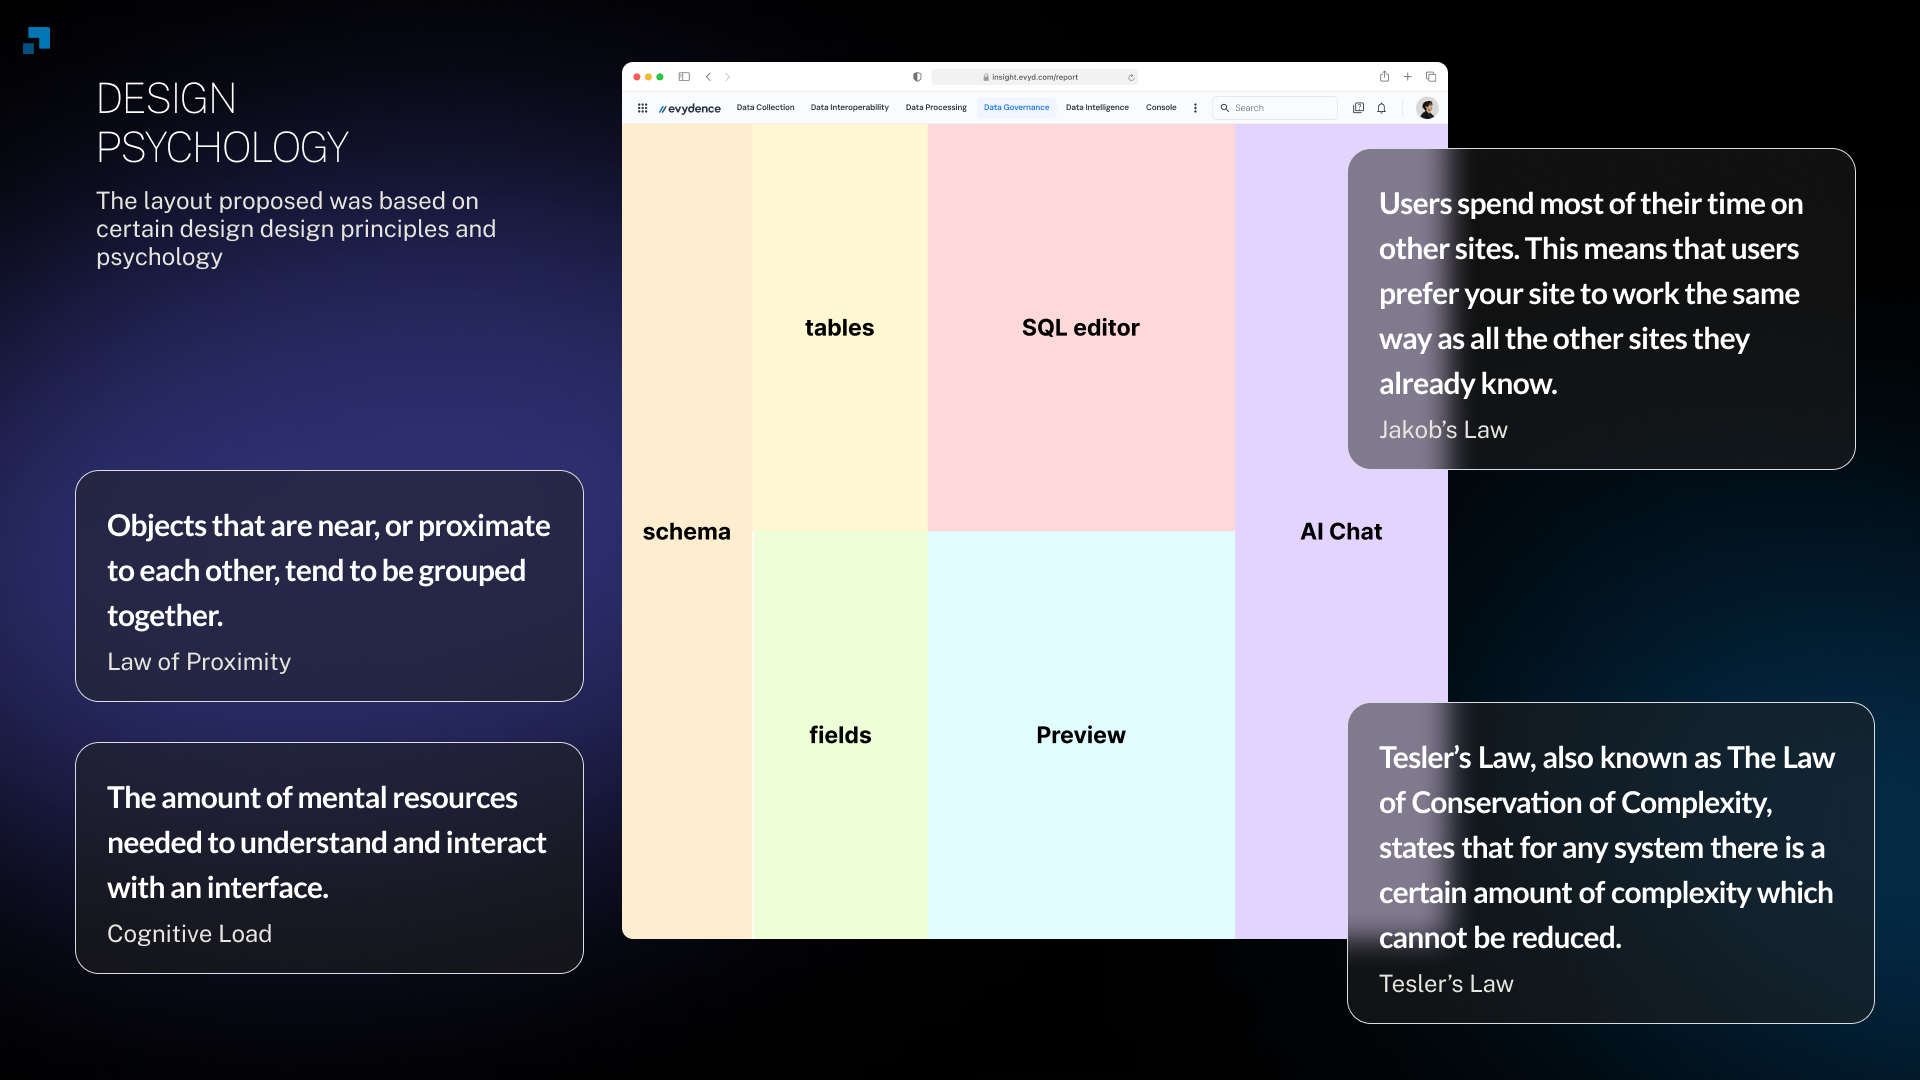 DESIGN
PSYCHOLOGY
The layout proposed was based on
certain design design principles and
psychology
Objects that are near, or proximate
to each other, tend to be grouped
together.
Law of Proximity
The amount of mental resources
needed to understand and interact
with an interface.
Cognitive Load
insight.evyd.com/report
evydence
Data Collection
Data Interoperability
Data Processing
Data Governance
Data Intelligence
Console
Search
schema
tables
SQL editor
fields
Preview
AI Chat
Users spend most of their time on
other sites. This means that users
prefer your site to work the same
way as all the other sites they
already know.
Jakob’s Law
Tesler’s Law, also known as The Law
of Conservation of Complexity,
states that for any system there is a
certain amount of complexity which
cannot be reduced.
Tesler’s Law